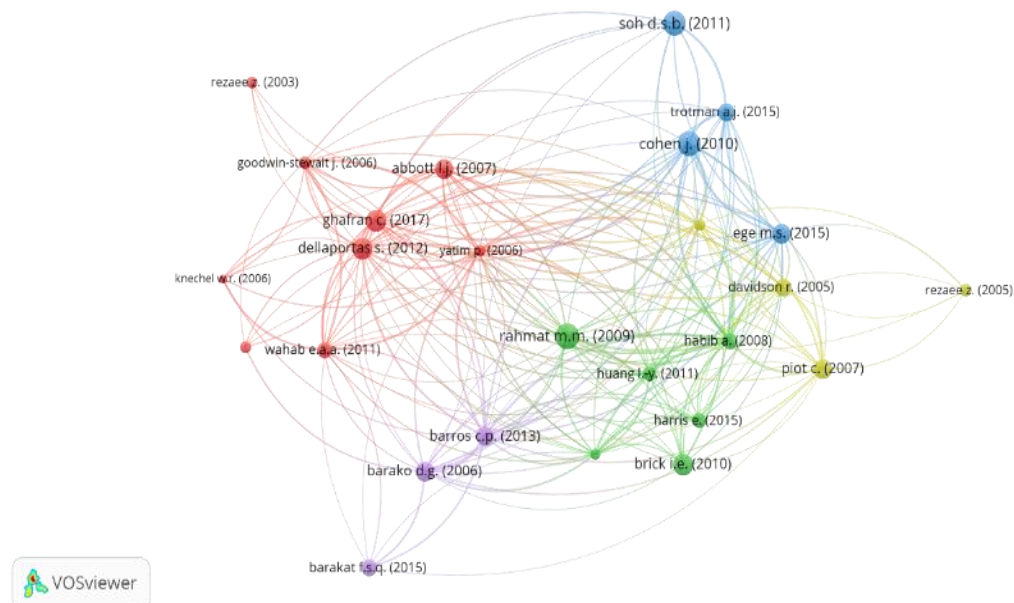 soh d.s.b. (2011)
rezaee z. (2003)
trotman a.j. (2015)
cohen j. (2010)
goodwin-stewart j. (2006)
abbott l.j. (2007)
ghafran c. (2017)
ege m.s. (2015)
dellaportas s. (2012)
yatim p. (2006)
knechel w.r. (2006)
davidson r. (2005)
rezaee z. (2005)
rahmat m.m. (2009)
habib a. (2008)
wahab e.a.a. (2011)
piot c. (2007)
huang l.-y. (2011)
harris e. (2015)
barros c.p. (2013)
brick i.e. (2010)
barako d.g. (2006)
barakat f.s.q. (2015)
VOSviewer